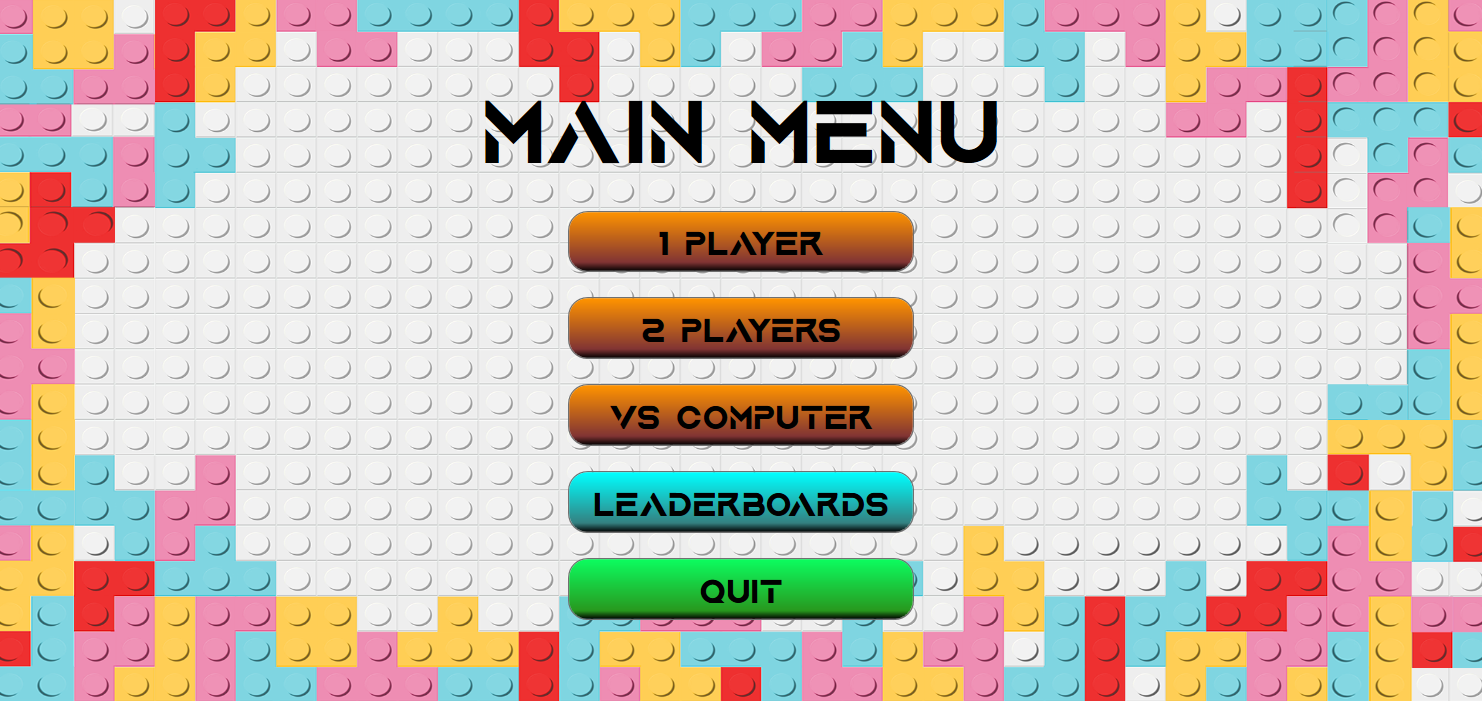 MAIN MENU
1 PLAYER
2 PLAYERS
VS COMPUTER
LEADERBOARDS
QUIT